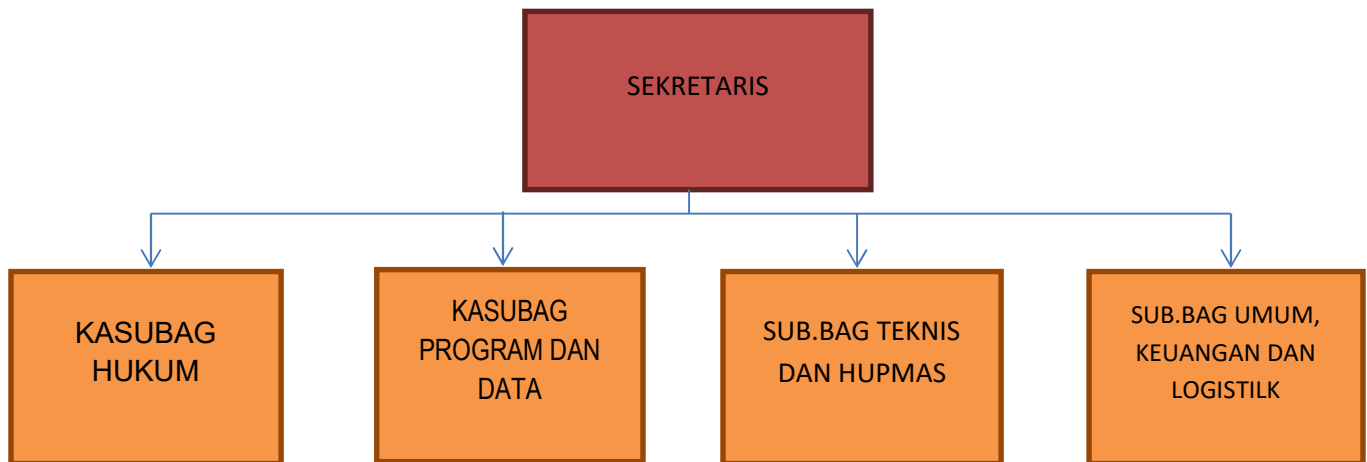 SEKRETARIS
KASUBAG
HUKUM
KASUBAG
PROGRAM DAN
DATA
SUB.BAG TEKNIS
DAN HUPMAS
SUB.BAG UMUM,
KEUANGAN DAN
LOGISTILK